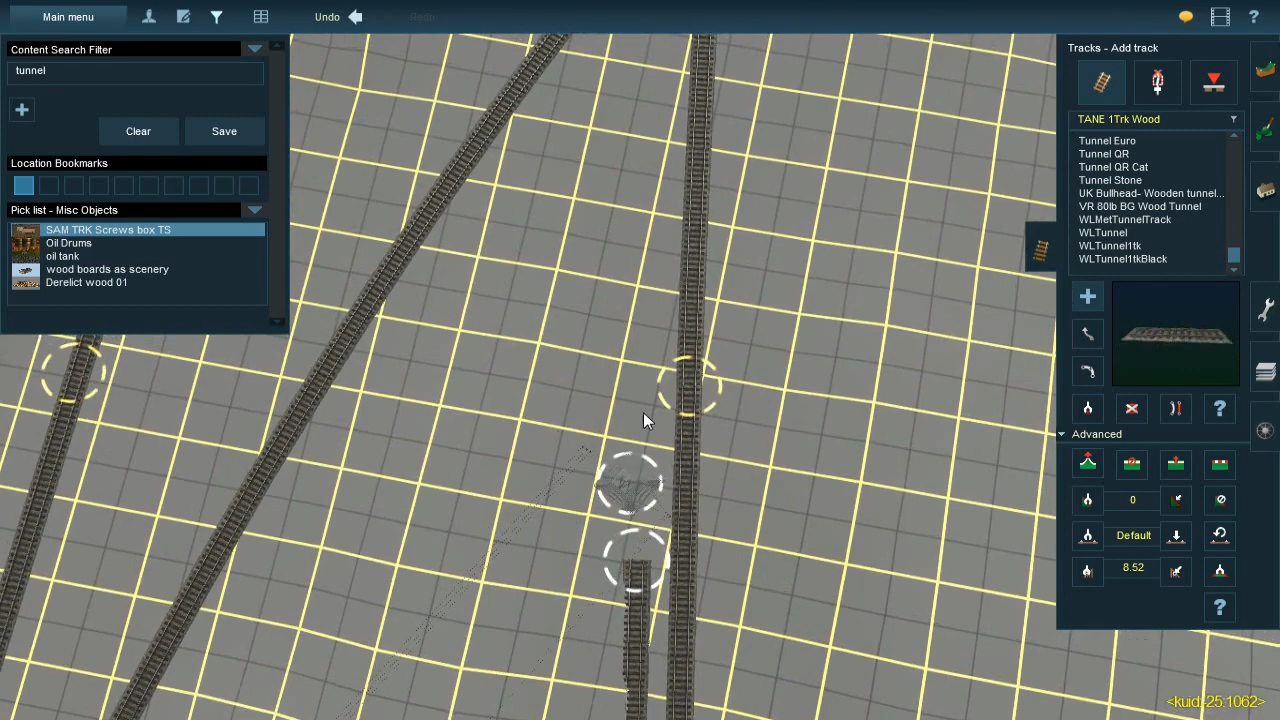 Main menu
Undo
Redo
?
Content Search Filter
tunnel
Clear
Save
Location Bookmarks
Pick list - Misc Objects
SAM TRK Screws box TS
Oil Drums
oil tank
wood boards as scenery
Derelict wood 01
Tracks - Add track
TANE 1Trk Wood
Tunnel Euro
Tunnel QR
Tunnel QR Cat
Tunnel Stone
UK Bullhead- Wooden tunnel...
VR 80lb BG Wood Tunnel
WLMetTunnelTrack
WLTunnel
WLTunnel1tk
WLTunnel1tkBlack
?
Advanced
0
Default
8.52
?
<kuid:-25:1062>